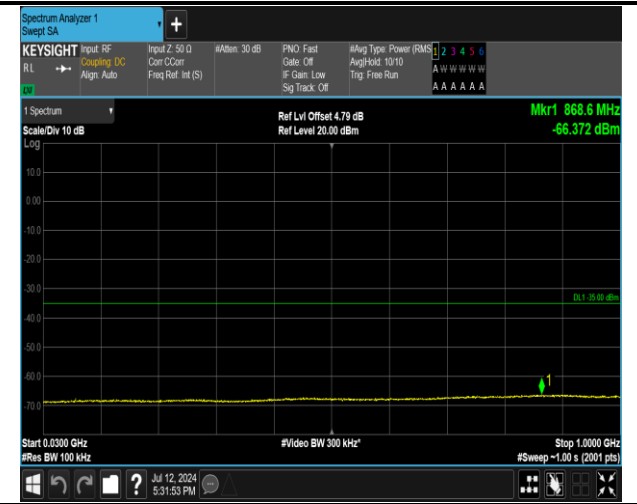 Spectrum Analyzer 1
Swept SA
+
KEYSIGHT Input: RF Input Z: 50 Ω #Atten: 30 dB PNO: Fast #Avg Type: Power (RMS 1 2 3 4 5 6
RL Coupling: DC Corr CCorr Gate: Off Avg|Hold: 10/10 A W W W W W
Align: Auto Freq Ref: Int (S) IF Gain: Low Trig: Free Run
Sig Track: Off A A A A A A
1 Spectrum Ref Lvl Offset 4.79 dB Mkr1 868.6 MHz
Scale/Div 10 dB Ref Level 20.00 dBm -66.372 dBm
Log
10.0
0.00
-10.0
-20.0
-30.0
DL1 -35.00 dBm
-40.0
-50.0
-60.0
1
-70.0
Start 0.0300 GHz #Video BW 300 kHz* Stop 1.0000 GHz
#Res BW 100 kHz #Sweep ~1.00 s (2001 pts)
? Jul 12, 2024
5:31:53 PM